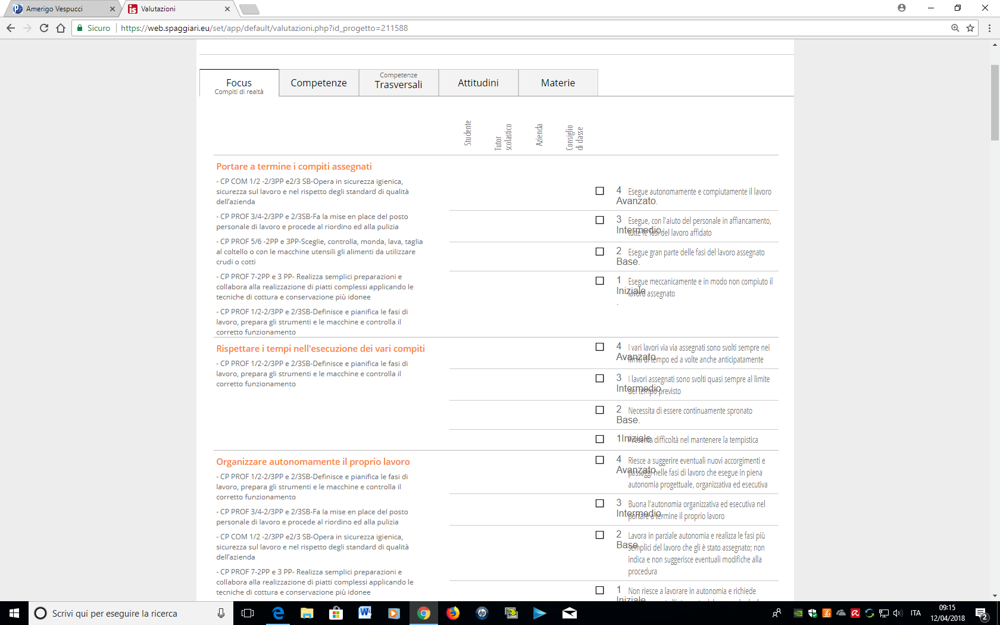 Amerigo Vespucci
Valutazioni
Sicuro
https://web.spaggiari.eu/set/app/default/valutazioni.php?id_progetto=211588
Focus
Compiti di realtà
Competenze
Competenze
Trasversali
Attitudini
Materie
Studente
Tutor
scolastico
Azienda
Consiglio
di classe
Portare a termine i compiti assegnati
- CP COM 1/2 -2/3PP e2/3 SB-Opera in sicurezza igienica,
sicurezza sul lavoro e nel rispetto degli standard di qualità
dell'azienda
- CP PROF 3/4-2/3PP e 2/3SB-Fa la mise en place del posto
personale di lavoro e procede al riordino ed alla pulizia
- CP PROF 5/6 -2PP e 3PP-Sceglie, controlla, monda, lava, taglia
al coltello o con le macchine utensili gli alimenti da utilizzare
crudi o cotti
- CP PROF 7-2PP e 3 PP- Realizza semplici preparazioni e
collabora alla realizzazione di piatti complessi applicando le
tecniche di cottura e conservazione più idonee
- CP PROF 1/2-2/3PP e 2/3SB-Definisce e pianifica le fasi di
lavoro, prepara gli strumenti e le macchine e controlla il
corretto funzionamento
4 Esegue autonomamente e compiutamente il lavoro
Avanzato.
3 Esegue, con l'aiuto del personale in affiancamento,
Intermedio.
tutte le fasi del lavoro affidato
2 Esegue gran parte delle fasi del lavoro assegnato
Base.
1 Esegue meccanicamente e in modo non compiuto il
Iniziale
lavoro assegnato
.
Rispettare i tempi nell'esecuzione dei vari compiti
- CP PROF 1/2-2/3PP e 2/3SB-Definisce e pianifica le fasi di
lavoro, prepara gli strumenti e le macchine e controlla il
corretto funzionamento
4 I vari lavori via via assegnati sono svolti sempre nei
Avanzato.
limiti di tempo ed a volte anche anticipatamente
3 I lavori assegnati sono svolti quasi sempre al limite
Intermedio.
del tempo previsto
2 Necessita di essere continuamente spronato
Base.
1Iniziale.
Presenta difficoltà nel mantenere la tempistica
Organizzare autonomamente il proprio lavoro
- CP PROF 1/2-2/3PP e 2/3SB-Definisce e pianifica le fasi di
lavoro, prepara gli strumenti e le macchine e controlla il
corretto funzionamento
- CP PROF 3/4-2/3PP e 2/3SB-Fa la mise en place del posto
personale di lavoro e procede al riordino ed alla pulizia
- CP COM 1/2 -2/3PP e2/3 SB-Opera in sicurezza igienica,
sicurezza sul lavoro e nel rispetto degli standard di qualità
dell'azienda
- CP PROF 7-2PP e 3 PP- Realizza semplici preparazioni e
collabora alla realizzazione di piatti complessi applicando le
tecniche di cottura e conservazione più idonee
4 Riesce a suggerire eventuali nuovi accorgimenti e
Avanzato.
passaggi nelle fasi di lavoro che esegue in piena
autonomia progettuale, organizzativa ed esecutiva
3 Buona l'autonomia organizzativa ed esecutiva nel
Intermedio.
portare a termine il proprio lavoro
2 Lavora in parziale autonomia e realizza le fasi più
Base.
semplici del lavoro che gli è stato assegnato; non
indica e non suggerisce eventuali modifiche alla
procedura
1 Non riesce a lavorare in autonomia e richiede
Iniziale
Scrivi qui per eseguire la ricerca
ITA
09:15
12/04/2018
2